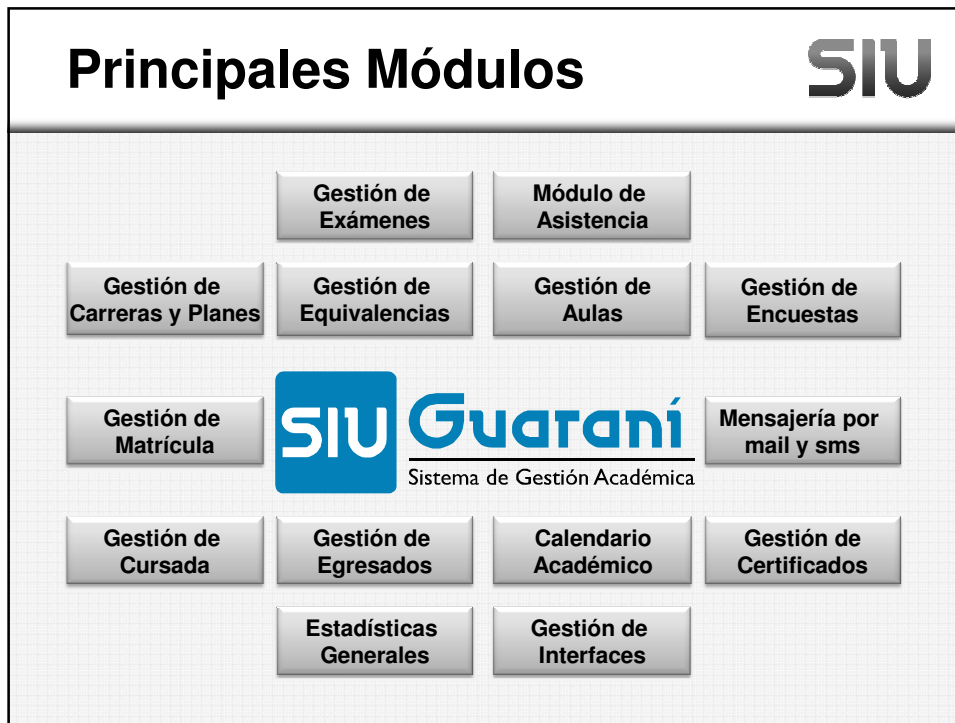 Principales Módulos
SIU
Gestión de
Exámenes
Módulo de
Asistencia
Gestión de
Carreras y Planes
Gestión de
Equivalencias
Gestión de
Aulas
Gestión de
Encuestas
Gestión de
Matrícula
SIU
Guaraní
Sistema de Gestión Académica
Mensajería por
mail y sms
Gestión de
Cursada
Gestión de
Egresados
Calendario
Académico
Gestión de
Certificados
Estadísticas
Generales
Gestión de
Interfaces